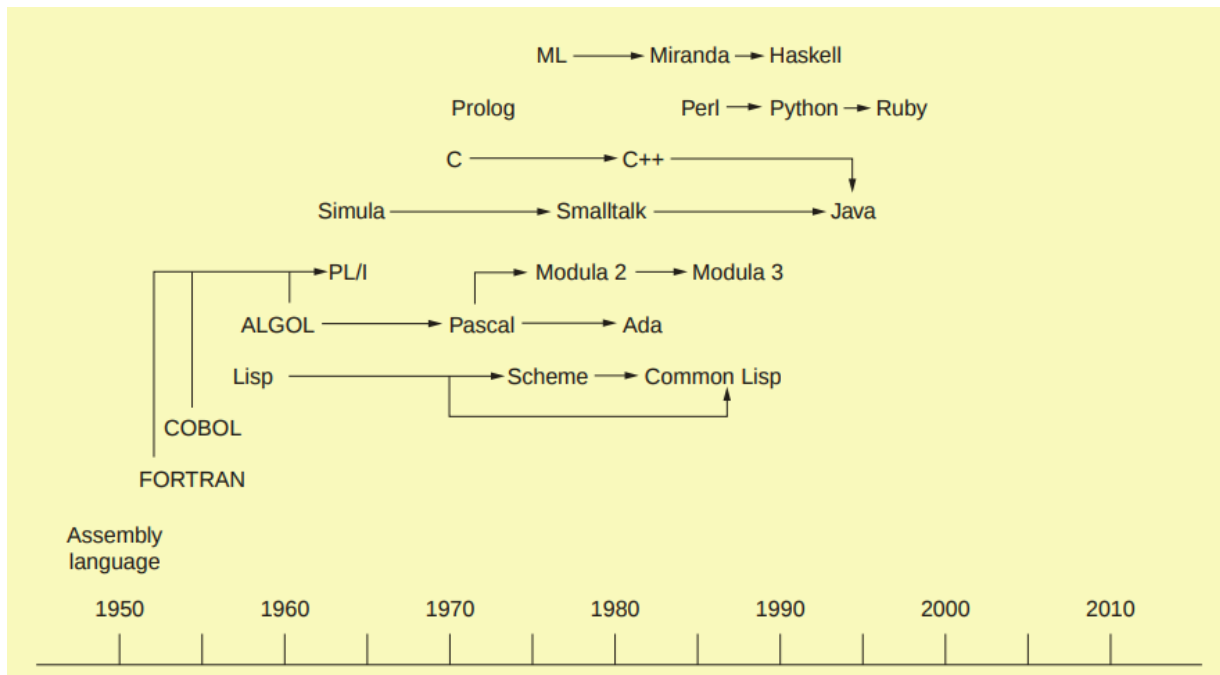 ML Miranda Haskell
Prolog Perl Python Ruby
C C++
Simula Smalltalk Java
PL/I Modula 2 Modula 3
ALGOL Pascal Ada
Lisp Scheme Common Lisp
COBOL
FORTRAN
Assembly
language
1950 1960 1970 1980 1990 2000 2010